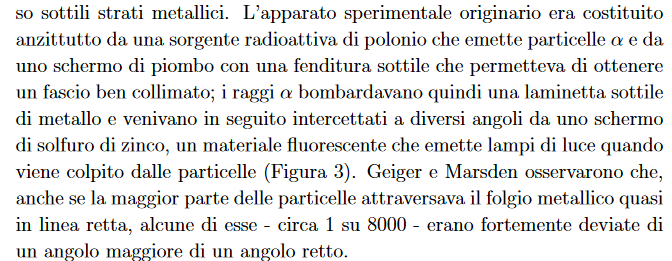 so sottili strati metallici. L'apparato sperimentale originario era costituito
anzittutto da una sorgente radioattiva di polonio che emette particelle α e da
uno schermo di piombo con una fenditura sottile che permetteva di ottenere
un fascio ben collimato; i raggi α bombardavano quindi una laminetta sottile
di metallo e venivano in seguito intercettati a diversi angoli da uno schermo
di solfuro di zinco, un materiale fluorescente che emette lampi di luce quando
viene colpito dalle particelle (Figura 3). Geiger e Marsden osservarono che,
anche se la maggior parte delle particelle attraversava il folgio metallico quasi
in linea retta, alcune di esse - circa 1 su 8000 - erano fortemente deviate di
un angolo maggiore di un angolo retto.